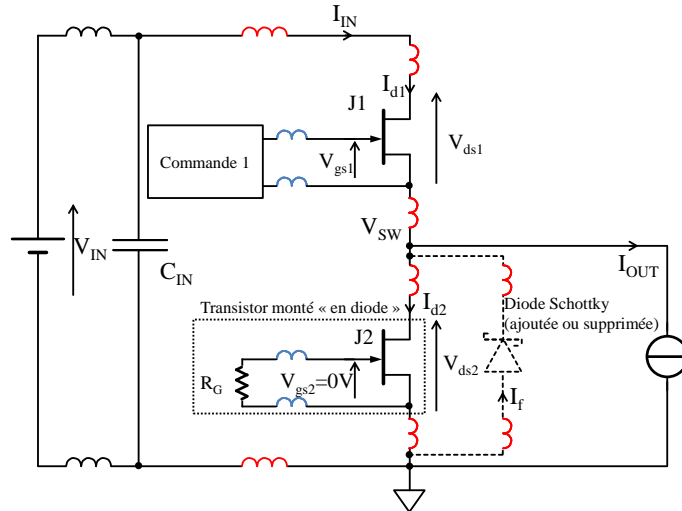 I_IN
I_d1
J1
V_ds1
Commande 1
V_gs1
V_SW
V_IN
C_IN
I_OUT
Transistor monté « en diode »
I_d2
Diode Schottky
(ajoutée ou supprimée)
J2
V_ds2
R_G
V_gs2=0V
I_f